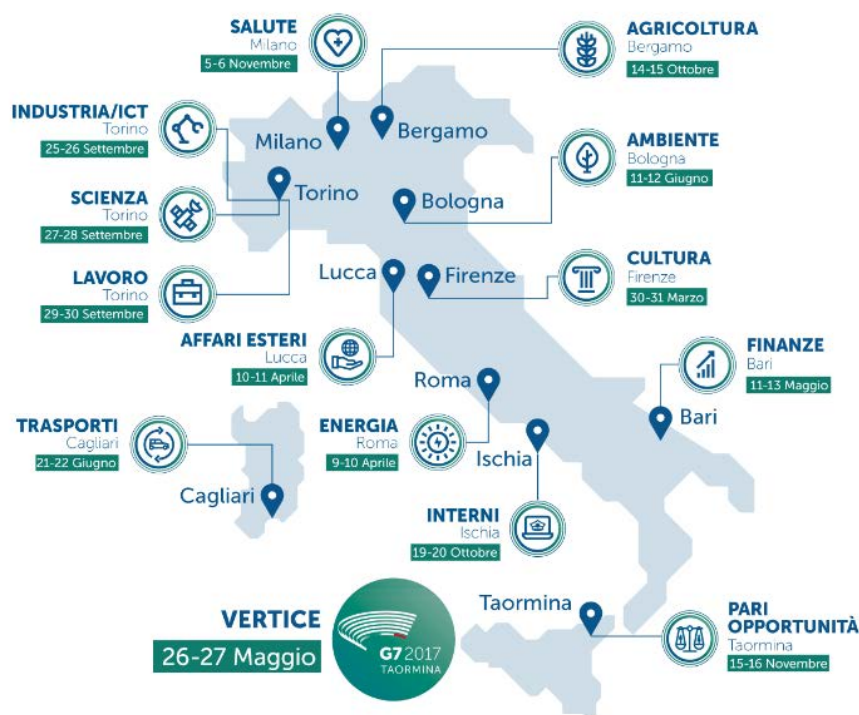 SALUTE
Milano
5-6 Novembre
AGRICOLTURA
Bergamo
14-15 Ottobre
INDUSTRIA/ICT
Torino
25-26 Settembre
Milano
Bergamo
AMBIENTE
Bologna
11-12 Giugno
SCIENZA
Torino
27-28 Settembre
Torino
Bologna
LAVORO
Torino
29-30 Settembre
Lucca
Firenze
CULTURA
Firenze
30-31 Marzo
AFFARI ESTERI
Lucca
10-11 Aprile
FINANZE
Bari
11-13 Maggio
Roma
Bari
TRASPORTI
Cagliari
21-22 Giugno
ENERGIA
Roma
9-10 Aprile
Ischia
Cagliari
INTERNI
Ischia
19-20 Ottobre
VERTICE
26-27 Maggio
G7 2017
TAORMINA
Taormina
PARI
OPPORTUNITÀ
Taormina
15-16 Novembre